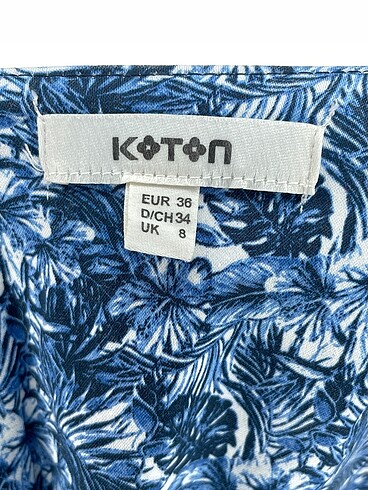 KOTON
EUR 36
D/CH 34
UK 8